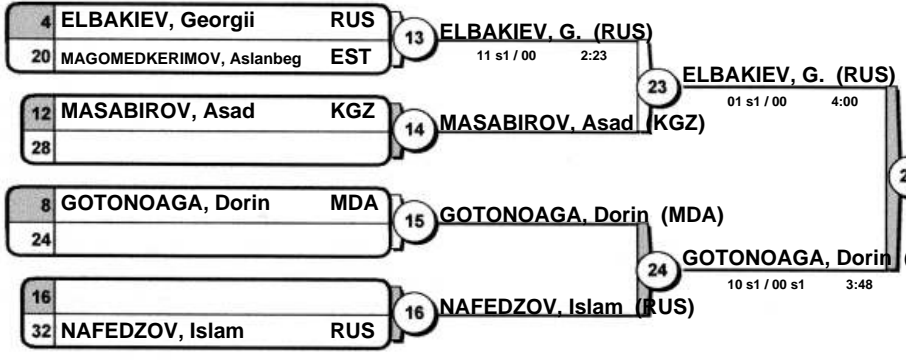 4 ELBAKIEV, Georgii RUS
20 MAGOMEDKERIMOV, Aslanbeg EST
13
ELBAKIEV, G. (RUS)
11 s1 / 00 2:23
12 MASABIROV, Asad KGZ
28
14
MASABIROV, Asad (KGZ)
23
ELBAKIEV, G. (RUS)
01 s1 / 00 4:00
8 GOTONOAGA, Dorin MDA
24
15
GOTONOAGA, Dorin (MDA)
16
32 NAFEDZOV, Islam RUS
16
NAFEDZOV, Islam (RUS)
24
GOTONOAGA, Dorin (
10 s1 / 00 s1 3:48
2